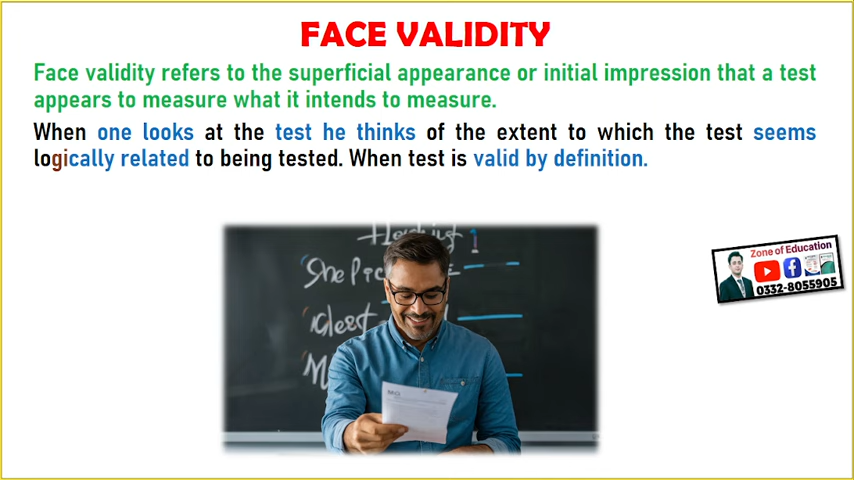 FACE VALIDITY
Face validity refers to the superficial appearance or initial impression that a test
appears to measure what it intends to measure.
When one looks at the test he thinks of the extent to which the test seems
logically related to being tested. When test is valid by definition.
Zone of Education
0332-8055905